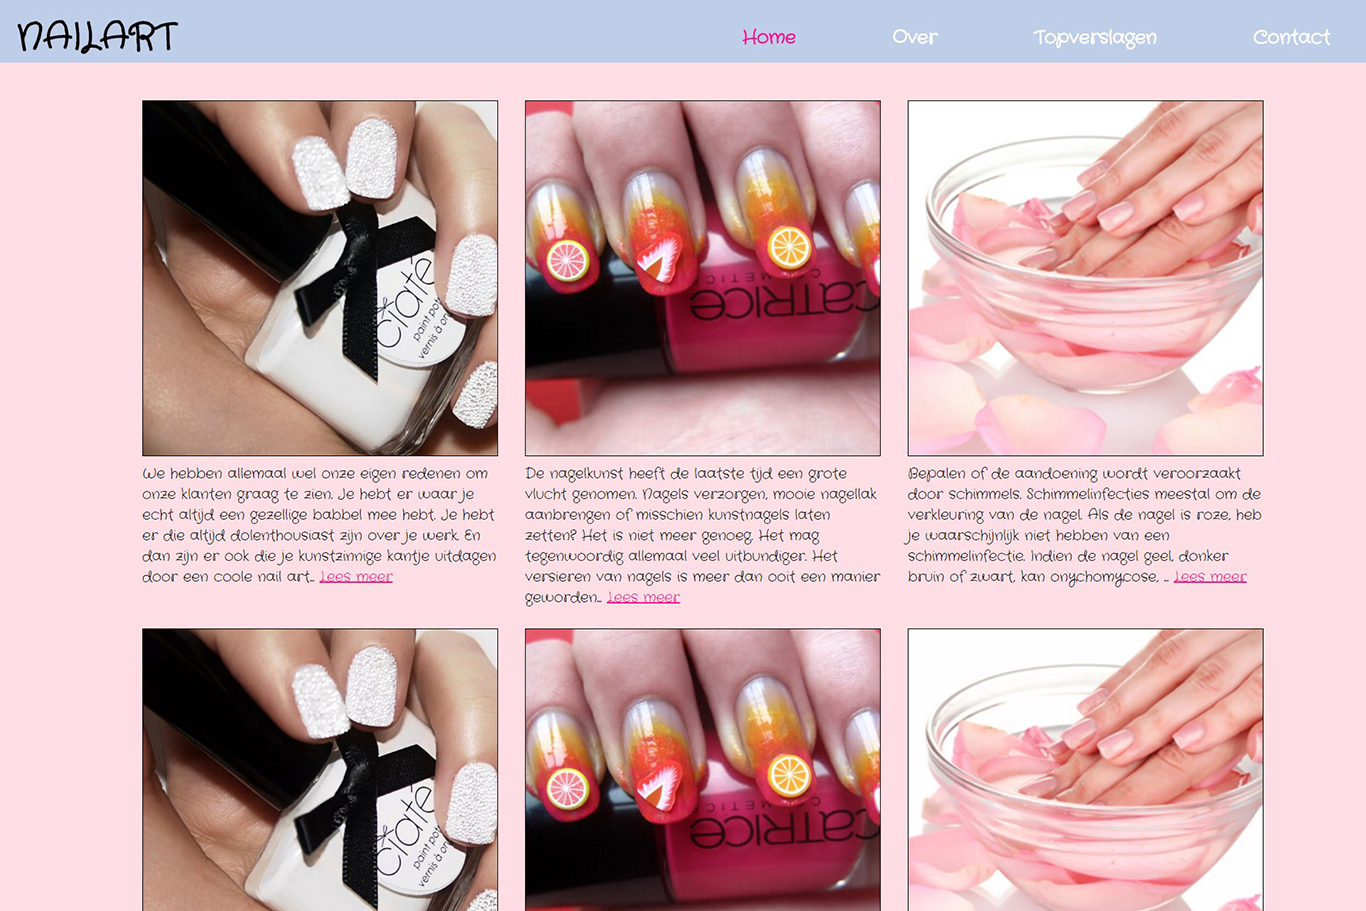 NAILART
Home
Over
Topverslagen
Contact
ciaté
paint pot
vernis à on
CATRICE
COSMETIC
We hebben allemaal wel onze eigen redenen om
onze klanten graag te zien. Je hebt er waar je
echt altijd een gezellige babbel mee hebt. Je hebt
er die altijd dolenthousiast zijn over je werk. En
dan zijn er ook die je kunstzinnige kantje uitdagen
door een coole nail art... Lees meer
De nagelkunst heeft de laatste tijd een grote
vlucht genomen. Nagels verzorgen, mooie nagellak
aanbrengen of misschien kunstnagels laten
zetten? Het is niet meer genoeg. Het mag
tegenwoordig allemaal veel uitbundiger. Het
versieren van nagels is meer dan ooit een manier
geworden... Lees meer
Bepalen of de aandoening wordt veroorzaakt
door schimmels. Schimmelinfecties meestal om de
verkleuring van de nagel. Als de nagel is roze, heb
je waarschijnlijk niet hebben van een
schimmelinfectie. Indien de nagel geel, donker
bruin of zwart, kan onychomycose, ... Lees meer
ciaté
paint pot
vernis à on
CATRICE
COSMETIC